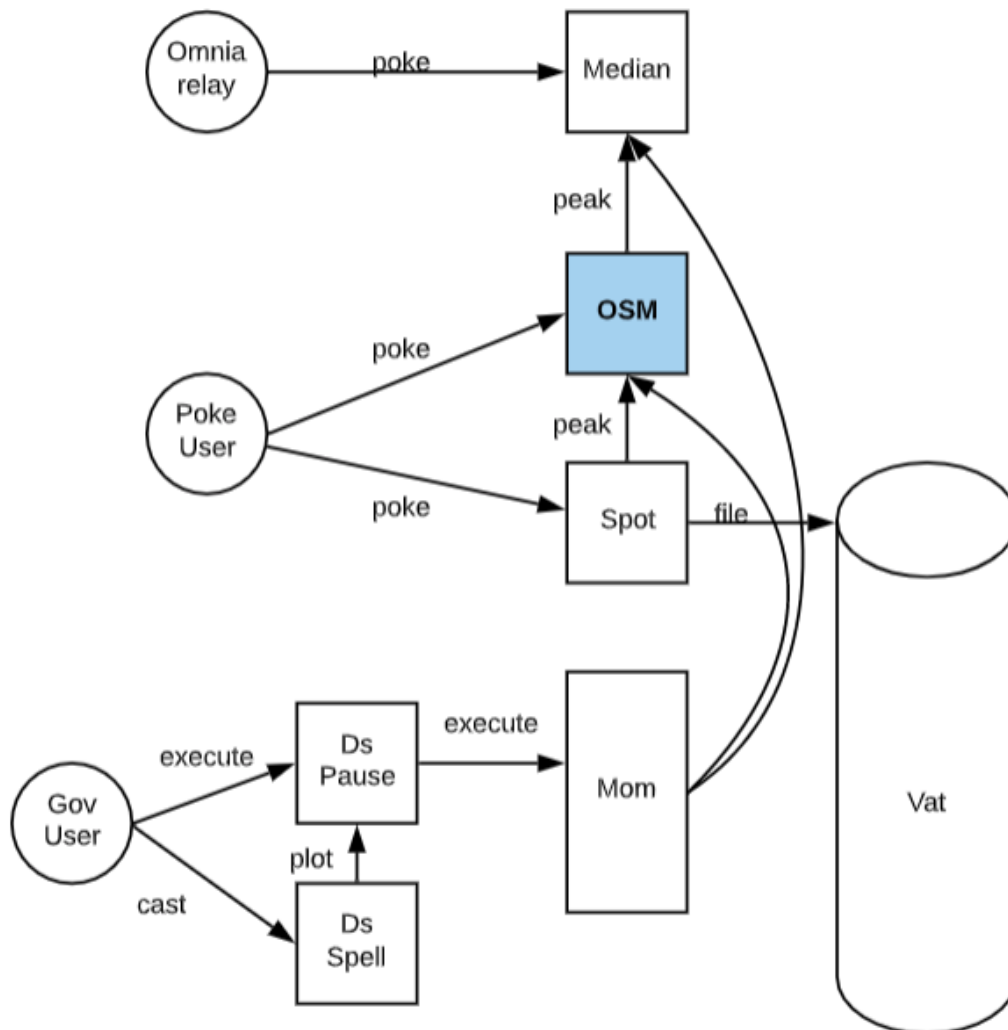 Omnia
relay
poke
Median
peak
OSM
poke
Poke
User
peak
poke
Spot
file
execute
execute
Ds
Pause
Gov
User
Mom
Vat
plot
cast
Ds
Spell